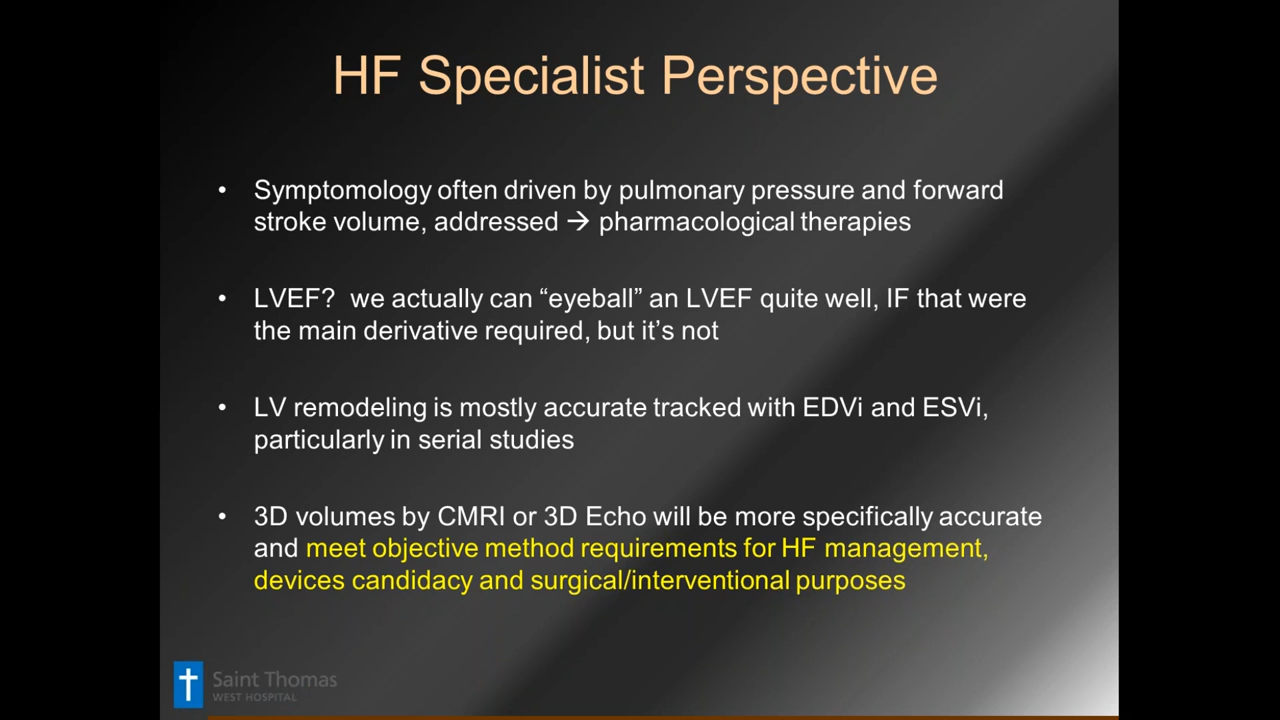 HF Specialist Perspective
• Symptomology often driven by pulmonary pressure and forward
stroke volume, addressed → pharmacological therapies
• LVEF?  we actually can “eyeball” an LVEF quite well, IF that were
the main derivative required, but it’s not
• LV remodeling is mostly accurate tracked with EDVi and ESVi,
particularly in serial studies
• 3D volumes by CMRI or 3D Echo will be more specifically accurate
and meet objective method requirements for HF management,
devices candidacy and surgical/interventional purposes
Saint Thomas
WEST HOSPITAL